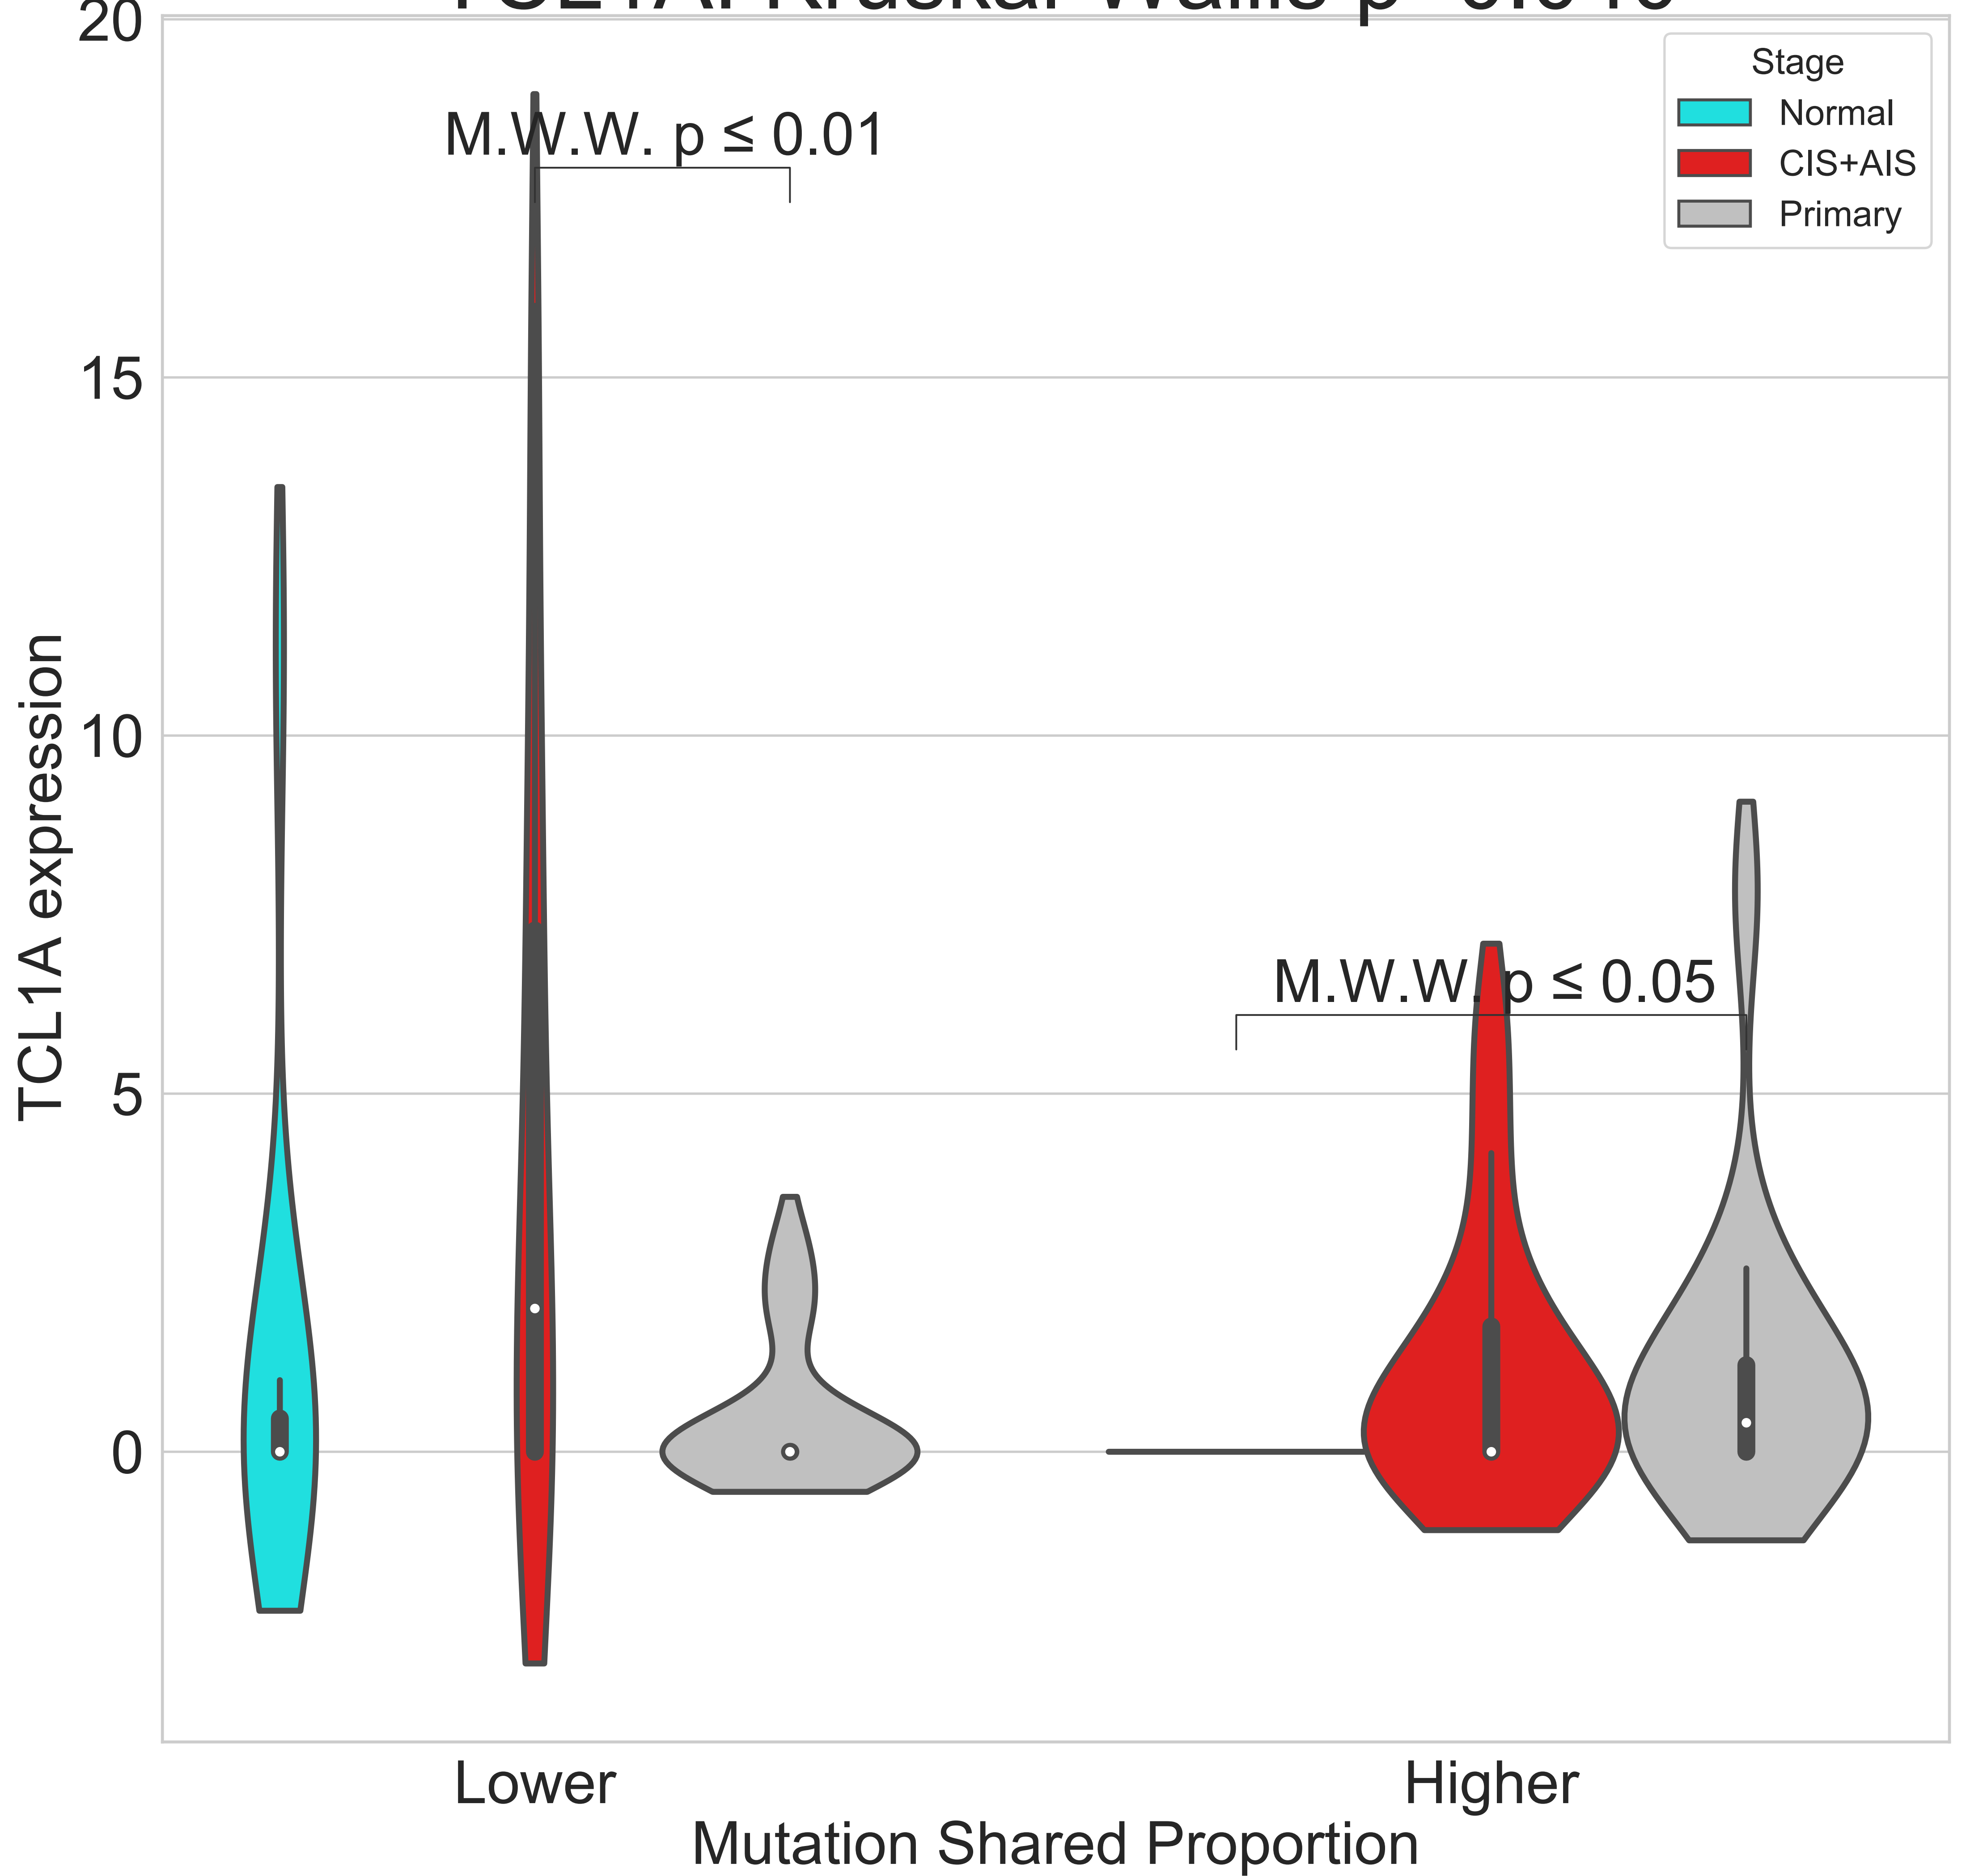 20
15
10
5
0
TCL1A expression
M.W.W. p ≤ 0.01
M.W.W. p ≤ 0.05
Stage
Normal
CIS+AIS
Primary
Lower
Higher
Mutation Shared Proportion